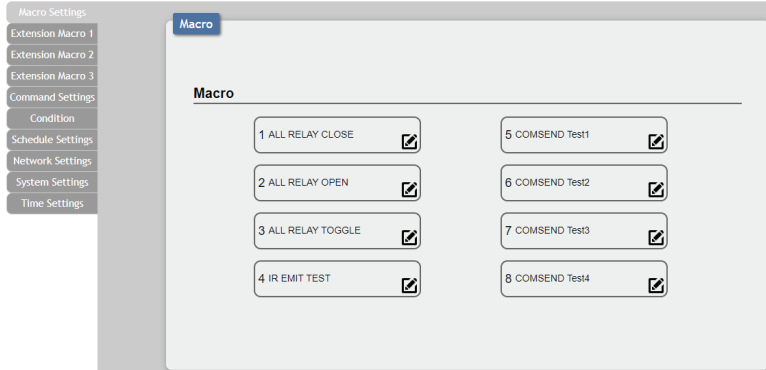 Macro Settings
Extension Macro 1
Extension Macro 2
Extension Macro 3
Command Settings
Condition
Schedule Settings
Network Settings
System Settings
Time Settings
Macro
Macro
1 ALL RELAY CLOSE
2 ALL RELAY OPEN
3 ALL RELAY TOGGLE
4 IR EMIT TEST
5 COMSEND Test1
6 COMSEND Test2
7 COMSEND Test3
8 COMSEND Test4